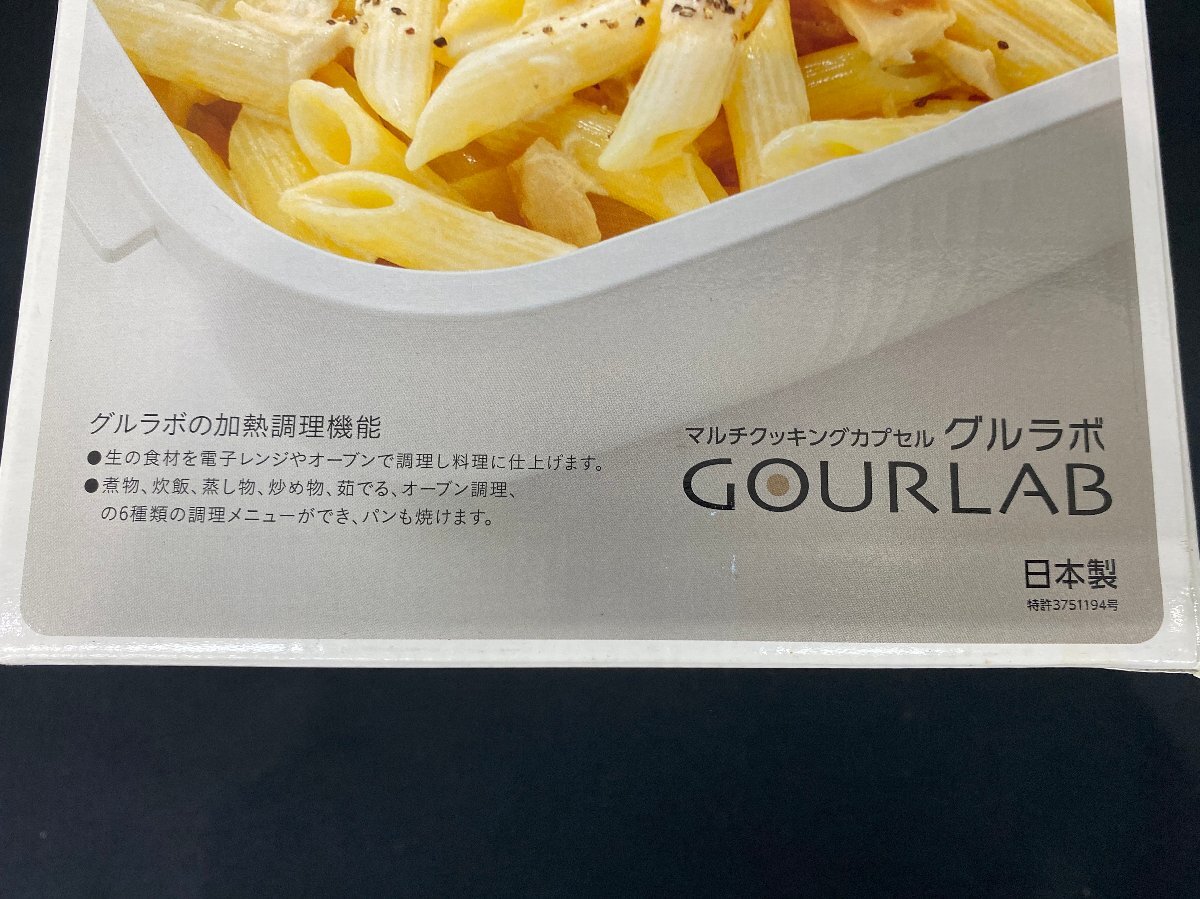 グルラボの加熱調理機能
●生の食材を電子レンジやオーブンで調理し料理に仕上げます。
●煮物、炊飯、蒸し物、炒め物、茹でる、オーブン調理、
の6種類の調理メニューができ、パンも焼けます。
マルチクッキングカプセル グルラボ
GOURLAB
日本製
特許3751194号